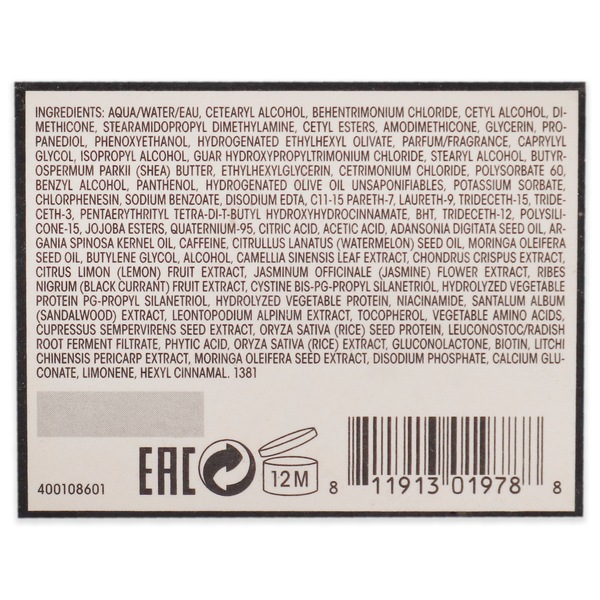 INGREDIENTS: AQUA/WATER/EAU, CETEARYL ALCOHOL, BEHENTRIMONIUM CHLORIDE, CETYL ALCOHOL, DI-
METHICONE, STEARAMIDOPROPYL DIMETHYLAMINE, CETYL ESTERS, AMODIMETHICONE, GLYCERIN, PRO-
PANEDIOL, PHENOXYETHANOL, HYDROGENATED ETHYLHEXYL OLIVATE, PARFUM/FRAGRANCE, CAPRYLYL
GLYCOL, ISOPROPYL ALCOHOL, GUAR HYDROXYPROPYLTRIMONIUM CHLORIDE, STEARYL ALCOHOL, BUTYR-
OSPERMUM PARKII (SHEA) BUTTER, ETHYLHEXYLGLYCERIN, CETRIMONIUM CHLORIDE, POLYSORBATE 60,
BENZYL ALCOHOL, PANTHENOL, HYDROGENATED OLIVE OIL UNSAPONIFIABLES, POTASSIUM SORBATE,
CHLORPHENESIN, SODIUM BENZOATE, DISODIUM EDTA, C11-15 PARETH-7, LAURETH-9, TRIDECETH-15, TRIDE-
CETH-3, PENTAERYTHRITYL TETRA-DI-T-BUTYL HYDROXYHYDROCINNAMATE, BHT, TRIDECETH-12, POLYSILI-
CONE-15, JOJOBA ESTERS, QUATERNIUM-95, CITRIC ACID, ACETIC ACID, ADANSONIA DIGITATA SEED OIL, AR-
GANIA SPINOSA KERNEL OIL, CAFFEINE, CITRULLUS LANATUS (WATERMELON) SEED OIL, MORINGA OLEIFERA
SEED OIL, BUTYLENE GLYCOL, ALCOHOL, CAMELLIA SINENSIS LEAF EXTRACT, CHONDRUS CRISPUS EXTRACT,
CITRUS LIMON (LEMON) FRUIT EXTRACT, JASMINUM OFFICINALE (JASMINE) FLOWER EXTRACT, RIBES
NIGRUM (BLACK CURRANT) FRUIT EXTRACT, CYSTINE BIS-PG-PROPYL SILANETRIOL, HYDROLYZED VEGETABLE
PROTEIN PG-PROPYL SILANETRIOL, HYDROLYZED VEGETABLE PROTEIN, NIACINAMIDE, SANTALUM ALBUM
(SANDALWOOD) EXTRACT, LEONTOPODIUM ALPINUM EXTRACT, TOCOPHEROL, VEGETABLE AMINO ACIDS,
CUPRESSUS SEMPERVIRENS SEED EXTRACT, ORYZA SATIVA (RICE) SEED PROTEIN, LEUCONOSTOC/RADISH
ROOT FERMENT FILTRATE, PHYTIC ACID, ORYZA SATIVA (RICE) EXTRACT, GLUCONOLACTONE, BIOTIN, LITCHI
CHINENSIS PERICARP EXTRACT, MORINGA OLEIFERA SEED EXTRACT, DISODIUM PHOSPHATE, CALCIUM GLU-
CONATE, LIMONENE, HEXYL CINNAMAL. 1381
400108601 EAC 12M 8 11913 01978 8